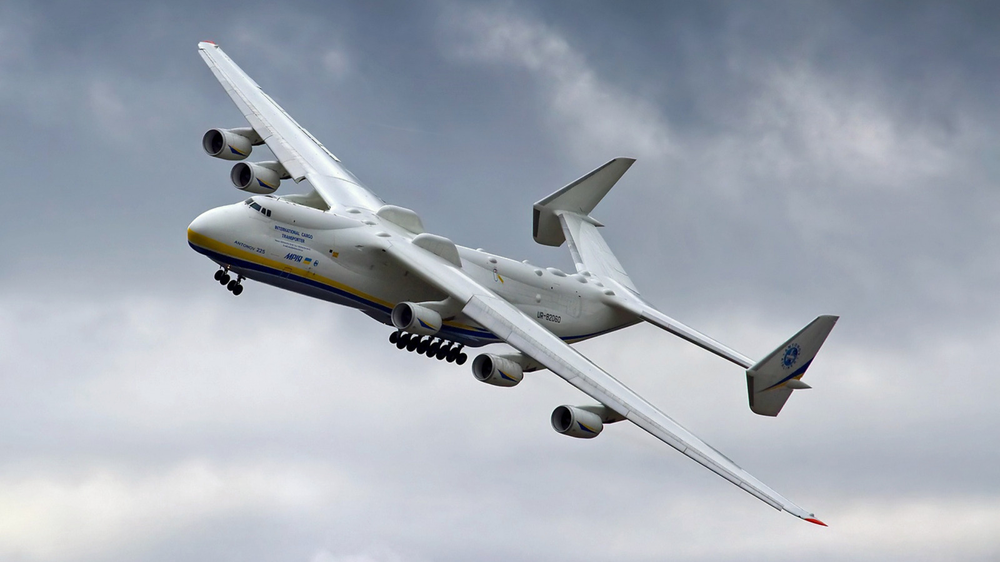 INTERNATIONAL CARGO
TRANSPORTER
ANTONOV 225
МРІЯ
UR-82060